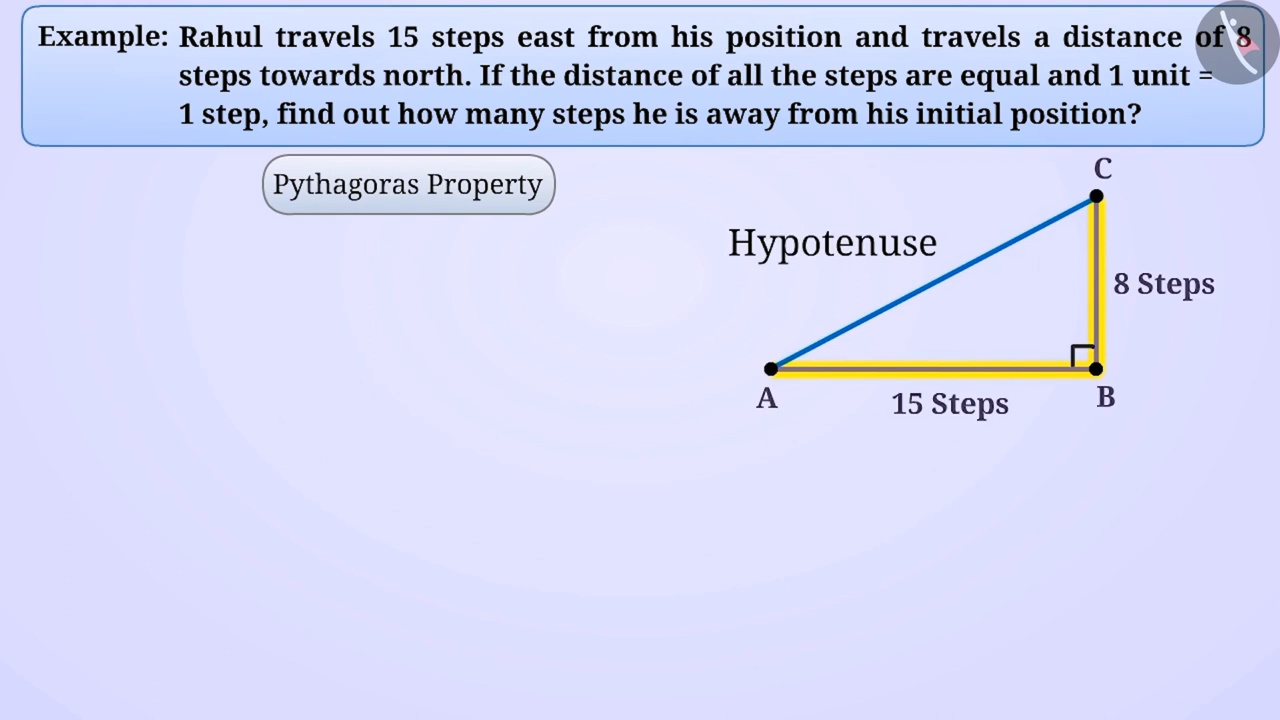 Example: Rahul travels 15 steps east from his position and travels a distance of 8
steps towards north. If the distance of all the steps are equal and 1 unit =
1 step, find out how many steps he is away from his initial position?
Pythagoras Property
C
Hypotenuse
8 Steps
A
15 Steps
B